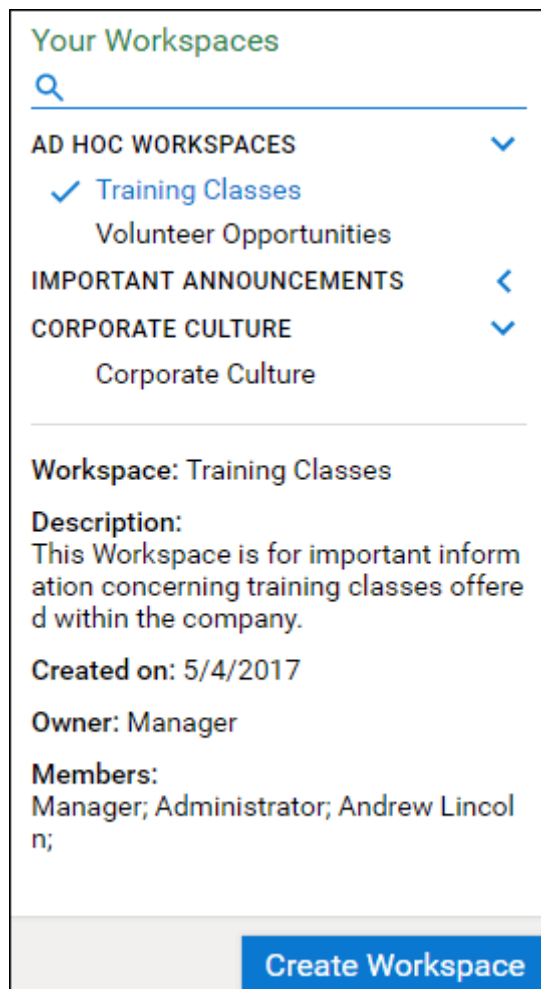 Your Workspaces
AD HOC WORKSPACES
Training Classes
Volunteer Opportunities
IMPORTANT ANNOUNCEMENTS
CORPORATE CULTURE
Corporate Culture
Workspace: Training Classes
Description:
This Workspace is for important inform
ation concerning training classes offere
d within the company.
Created on: 5/4/2017
Owner: Manager
Members:
Manager; Administrator; Andrew Lincol
n;
Create Workspace